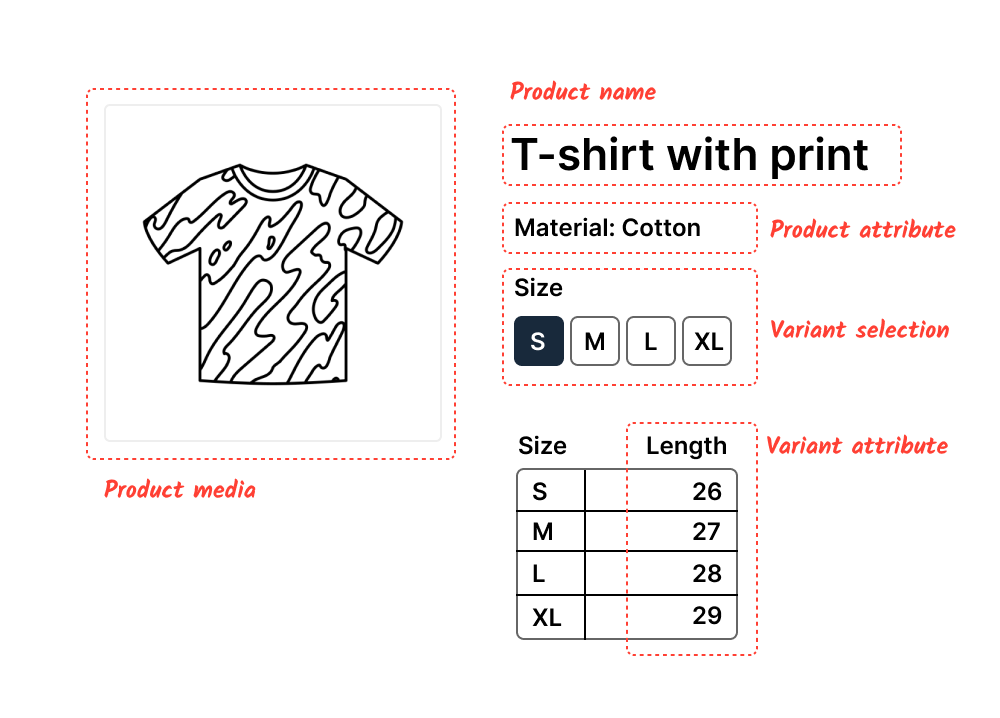 Product name
T-shirt with print
Material: Cotton
Product attribute
Size
S M L XL
Variant selection
Size Length
Variant attribute
S 26
M 27
L 28
XL 29
Product media